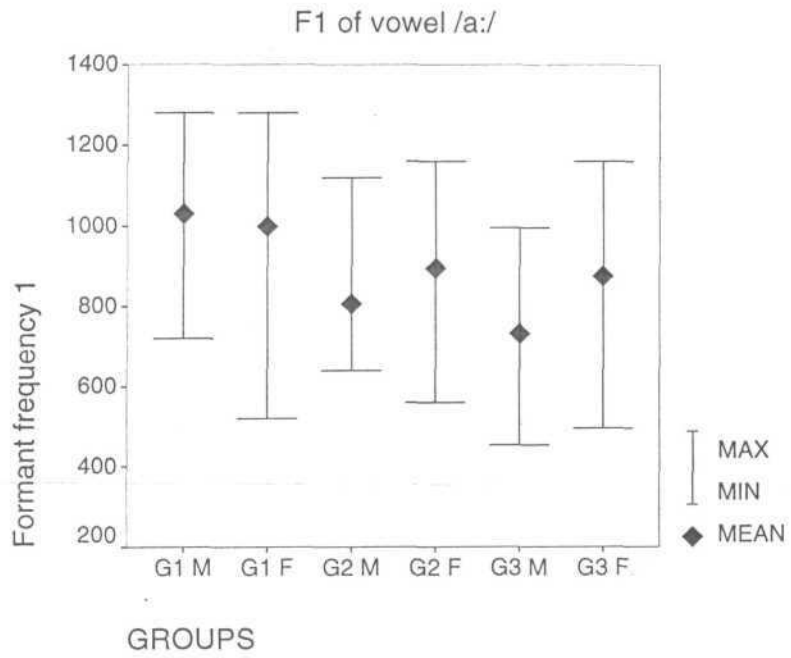 F1 of vowel /a:/
Formant frequency 1
1400
1200
1000
800
600
400
200
G1 M G1 F G2 M G2 F G3 M G3 F
GROUPS
MAX
MIN
MEAN